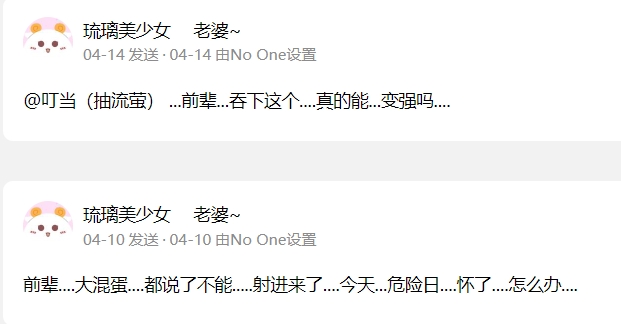 琉璃美少女 老婆~
04-14 发送 · 04-14 由No One设置
@叮当（抽流萤） ...前辈...吞下这个....真的能...变强吗....
琉璃美少女 老婆~
04-10 发送 · 04-10 由No One设置
前辈....大混蛋....都说了不能.....射进来了....今天...危险日....怀了....怎么办....